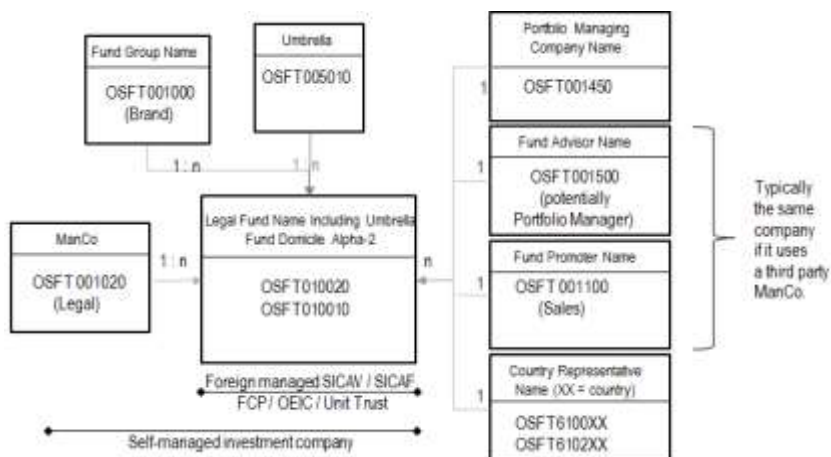 Fund Group Name
OSFT001000
(Brand)
Umbrella
OSFT005010
Portfolio Managing
Company Name
OSFT001450
1
1 : n
1 : n
Fund Advisor Name
OSFT001500
(potentially
Portfolio Manager)
1
Typically
the same
company
if it uses
a third party
ManCo.
ManCo
OSFT001020
(Legal)
1 : n
Legal Fund Name Including Umbrella
Fund Domicile Alpha-2
OSFT010020
OSFT010010
n
Fund Promoter Name
OSFT 001100
(Sales)
1
Foreign managed SICAV / SICAF
FCP / OEIC / Unit Trust
Self-managed investment company
Country Representative
Name (XX = country)
OSFT6100XX
OSFT6102XX
1